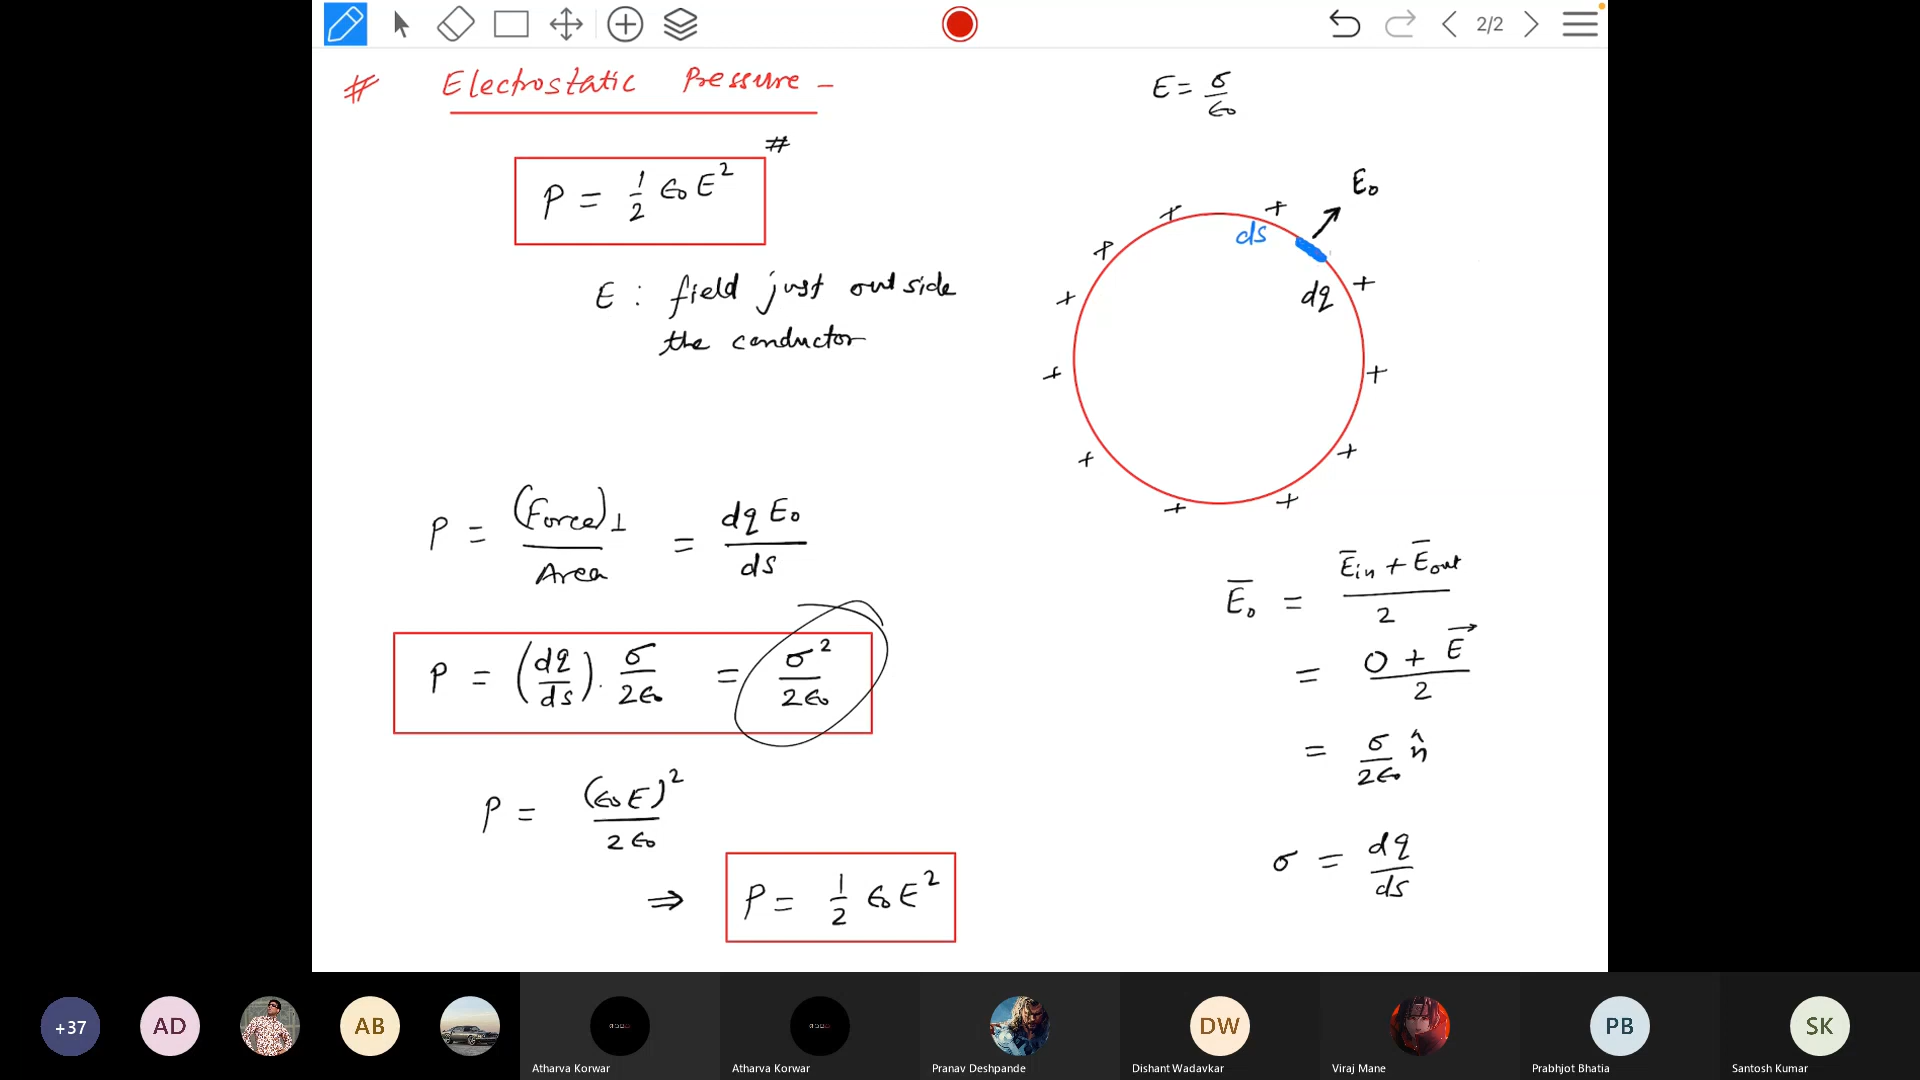 2/2
# Electrostatic Pressure -
E = σ/ε₀
#
P = 1/2 ε₀E²
E₀
ds
dq
+ + + + + + + + + + + +
E : field just outside
the conductor
P = (Force)⊥/Area = dq E₀/ds
P = (dq/ds) . σ/2ε₀ = σ²/2ε₀
P = (ε₀E)²/2ε₀
⇒ P = 1/2 ε₀E²
E̅₀ = (E̅in + E̅out)/2
= (0 + E⃗)/2
= σ/2ε₀ n̂
σ = dq/ds
+37
AD
AB
DW
PB
SK
Atharva Korwar
Atharva Korwar
Pranav Deshpande
Dishant Wadavkar
Viraj Mane
Prabhjot Bhatia
Santosh Kumar